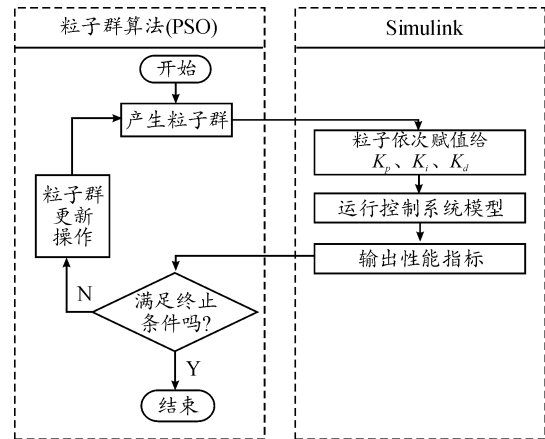 粒子群算法(PSO)
Simulink
开始
产生粒子群
粒子依次赋值给
Kp、Ki、Kd
运行控制系统模型
输出性能指标
粒子群
更新
操作
满足终止
条件吗?
N
Y
结束